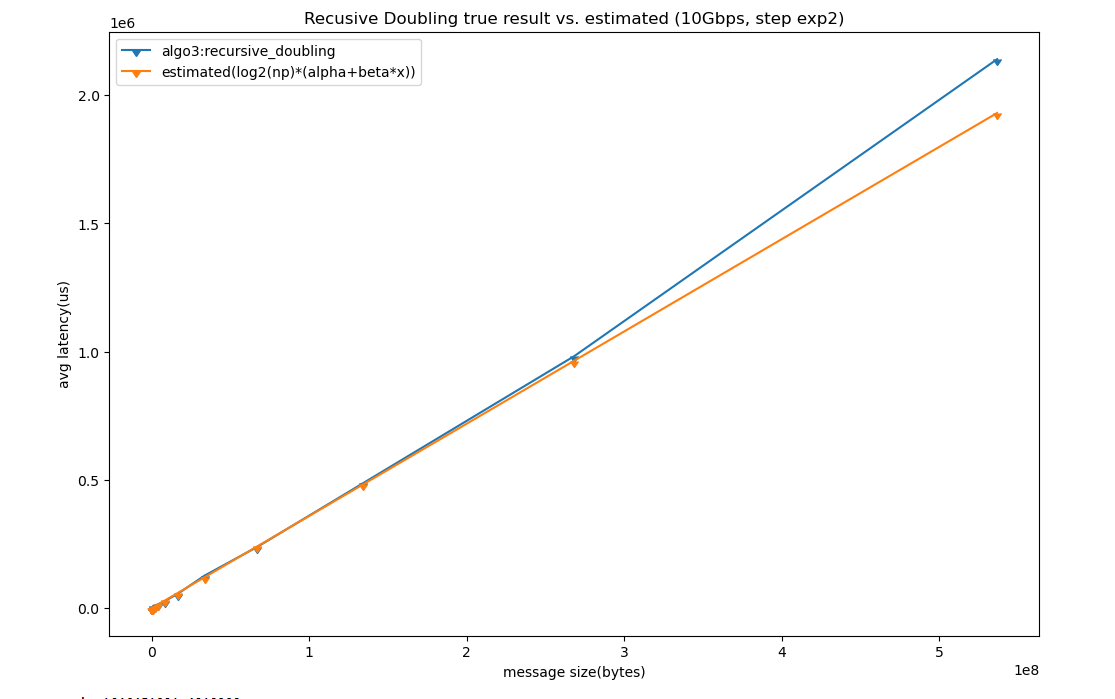 Recusive Doubling true result vs. estimated (10Gbps, step exp2)
1e6
algo3:recursive_doubling
estimated(log2(np)*(alpha+beta*x))
2.0
1.5
1.0
0.5
0.0
avg latency(us)
0 1 2 3 4 5
1e8
message size(bytes)